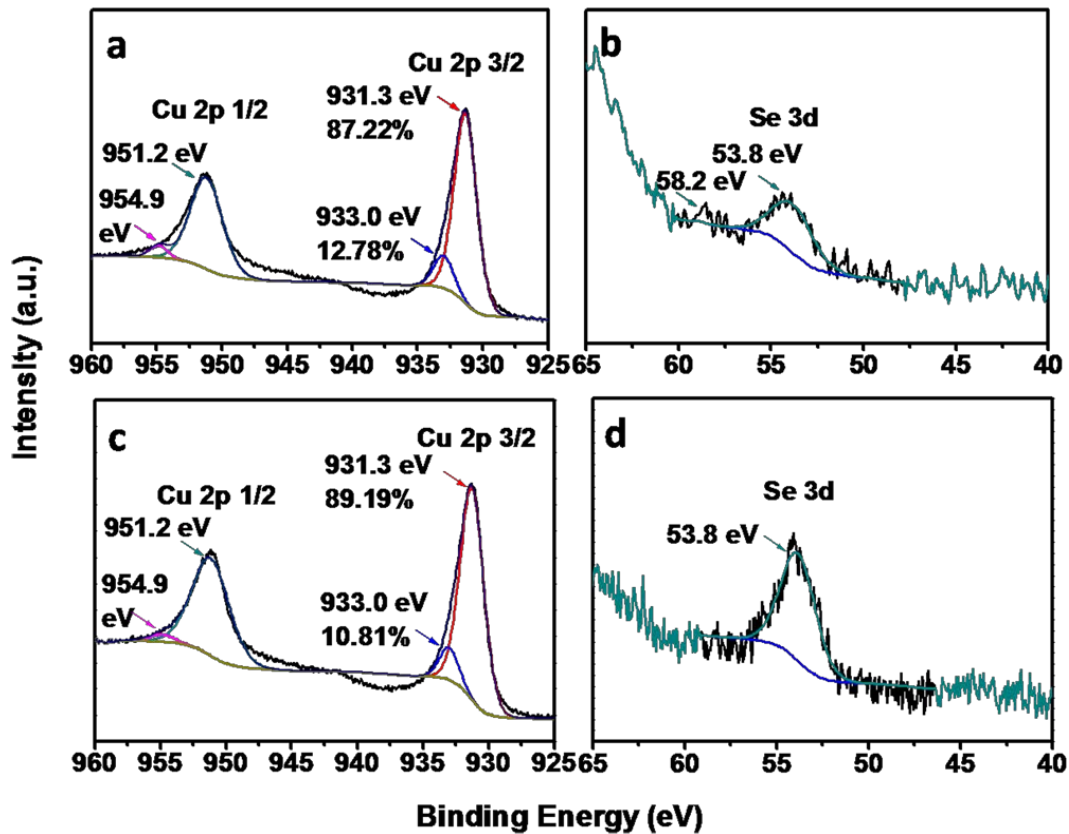 a
Cu 2p 3/2
931.3 eV
87.22%
Cu 2p 1/2
951.2 eV
954.9
eV
933.0 eV
12.78%
960 955 950 945 940 935 930 925
b
Se 3d
53.8 eV
58.2 eV
65 60 55 50 45 40
c
Cu 2p 3/2
931.3 eV
89.19%
Cu 2p 1/2
951.2 eV
954.9
eV
933.0 eV
10.81%
960 955 950 945 940 935 930 925
d
Se 3d
53.8 eV
65 60 55 50 45 40
Intensity (a.u.)
Binding Energy (eV)